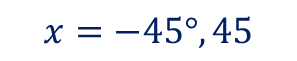 x = −45°, 45